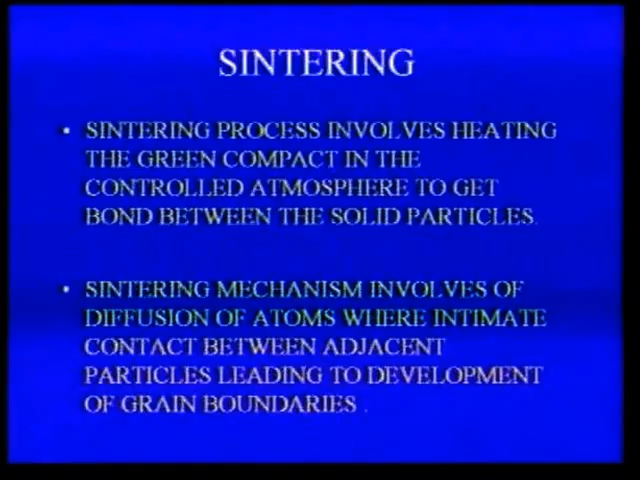 SINTERING
• SINTERING PROCESS INVOLVES HEATING
THE GREEN COMPACT IN THE
CONTROLLED ATMOSPHERE TO GET
BOND BETWEEN THE SOLID PARTICLES.
• SINTERING MECHANISM INVOLVES OF
DIFFUSION OF ATOMS WHERE INTIMATE
CONTACT BETWEEN ADJACENT
PARTICLES LEADING TO DEVELOPMENT
OF GRAIN BOUNDARIES .